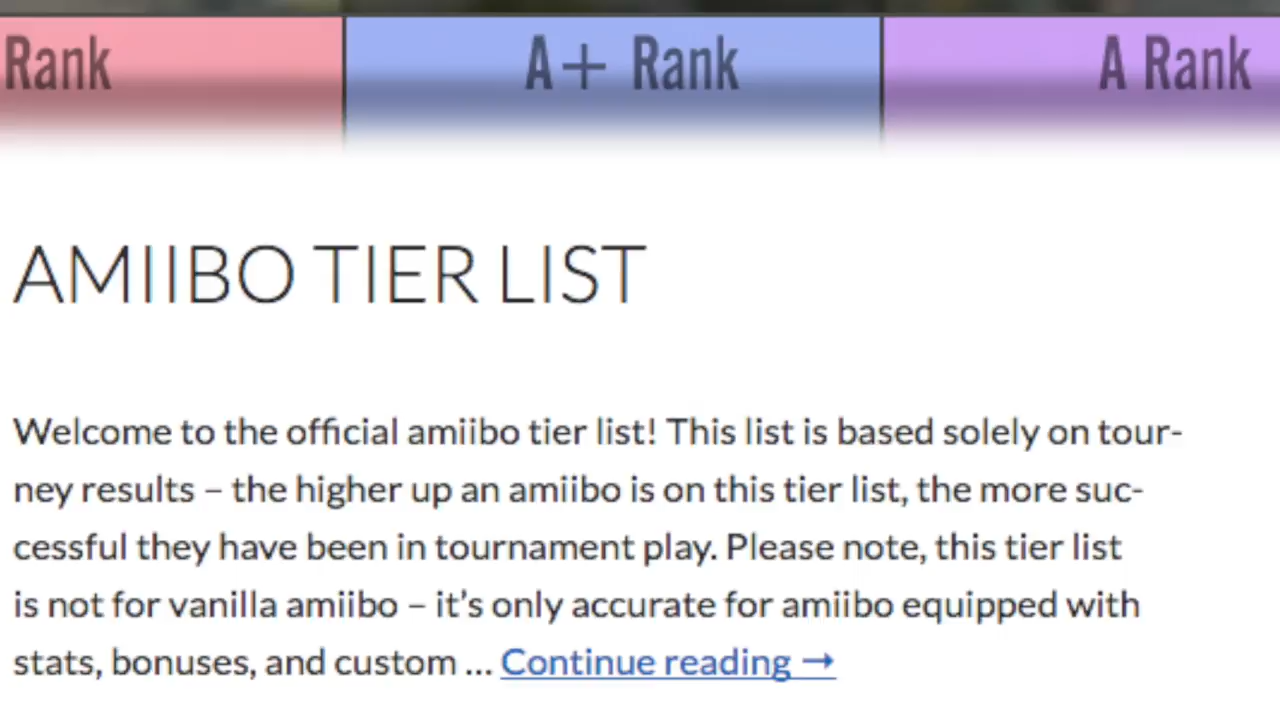 Rank A+ Rank A Rank
AMIIBO TIER LIST
Welcome to the official amiibo tier list! This list is based solely on tour-
ney results – the higher up an amiibo is on this tier list, the more suc-
cessful they have been in tournament play. Please note, this tier list
is not for vanilla amiibo – it’s only accurate for amiibo equipped with
stats, bonuses, and custom ... Continue reading →